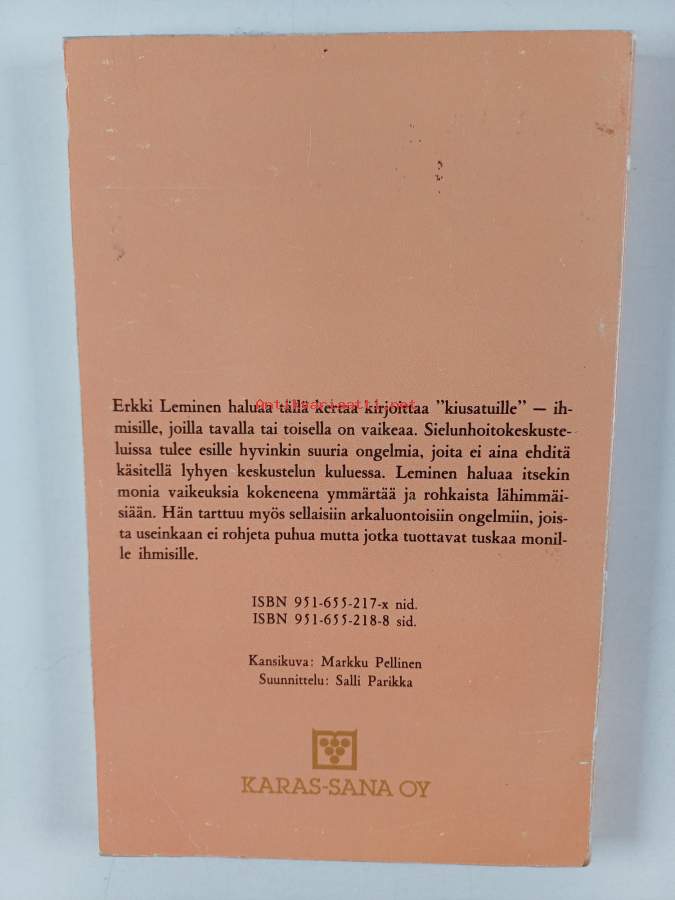 Erkki Leminen haluaa tällä kertaa kirjoittaa ”kiusatuille” — ih-
misille, joilla tavalla tai toisella on vaikeaa. Sielunhoitokeskuste-
luissa tulee esille hyvinkin suuria ongelmia, joita ei aina ehditä
käsitellä lyhyen keskustelun kuluessa. Leminen haluaa itsekin
monia vaikeuksia kokeneena ymmärtää ja rohkaista lähimmäi-
siään. Hän tarttuu myös sellaisiin arkaluontoisiin ongelmiin, jois-
ta useinkaan ei rohjeta puhua mutta jotka tuottavat tuskaa monil-
le ihmisille.
Antikvariaatti.net
ISBN 951-655-217-x nid.
ISBN 951-655-218-8 sid.
Kansikuva: Markku Pellinen
Suunnittelu: Salli Parikka
KARAS-SANA OY